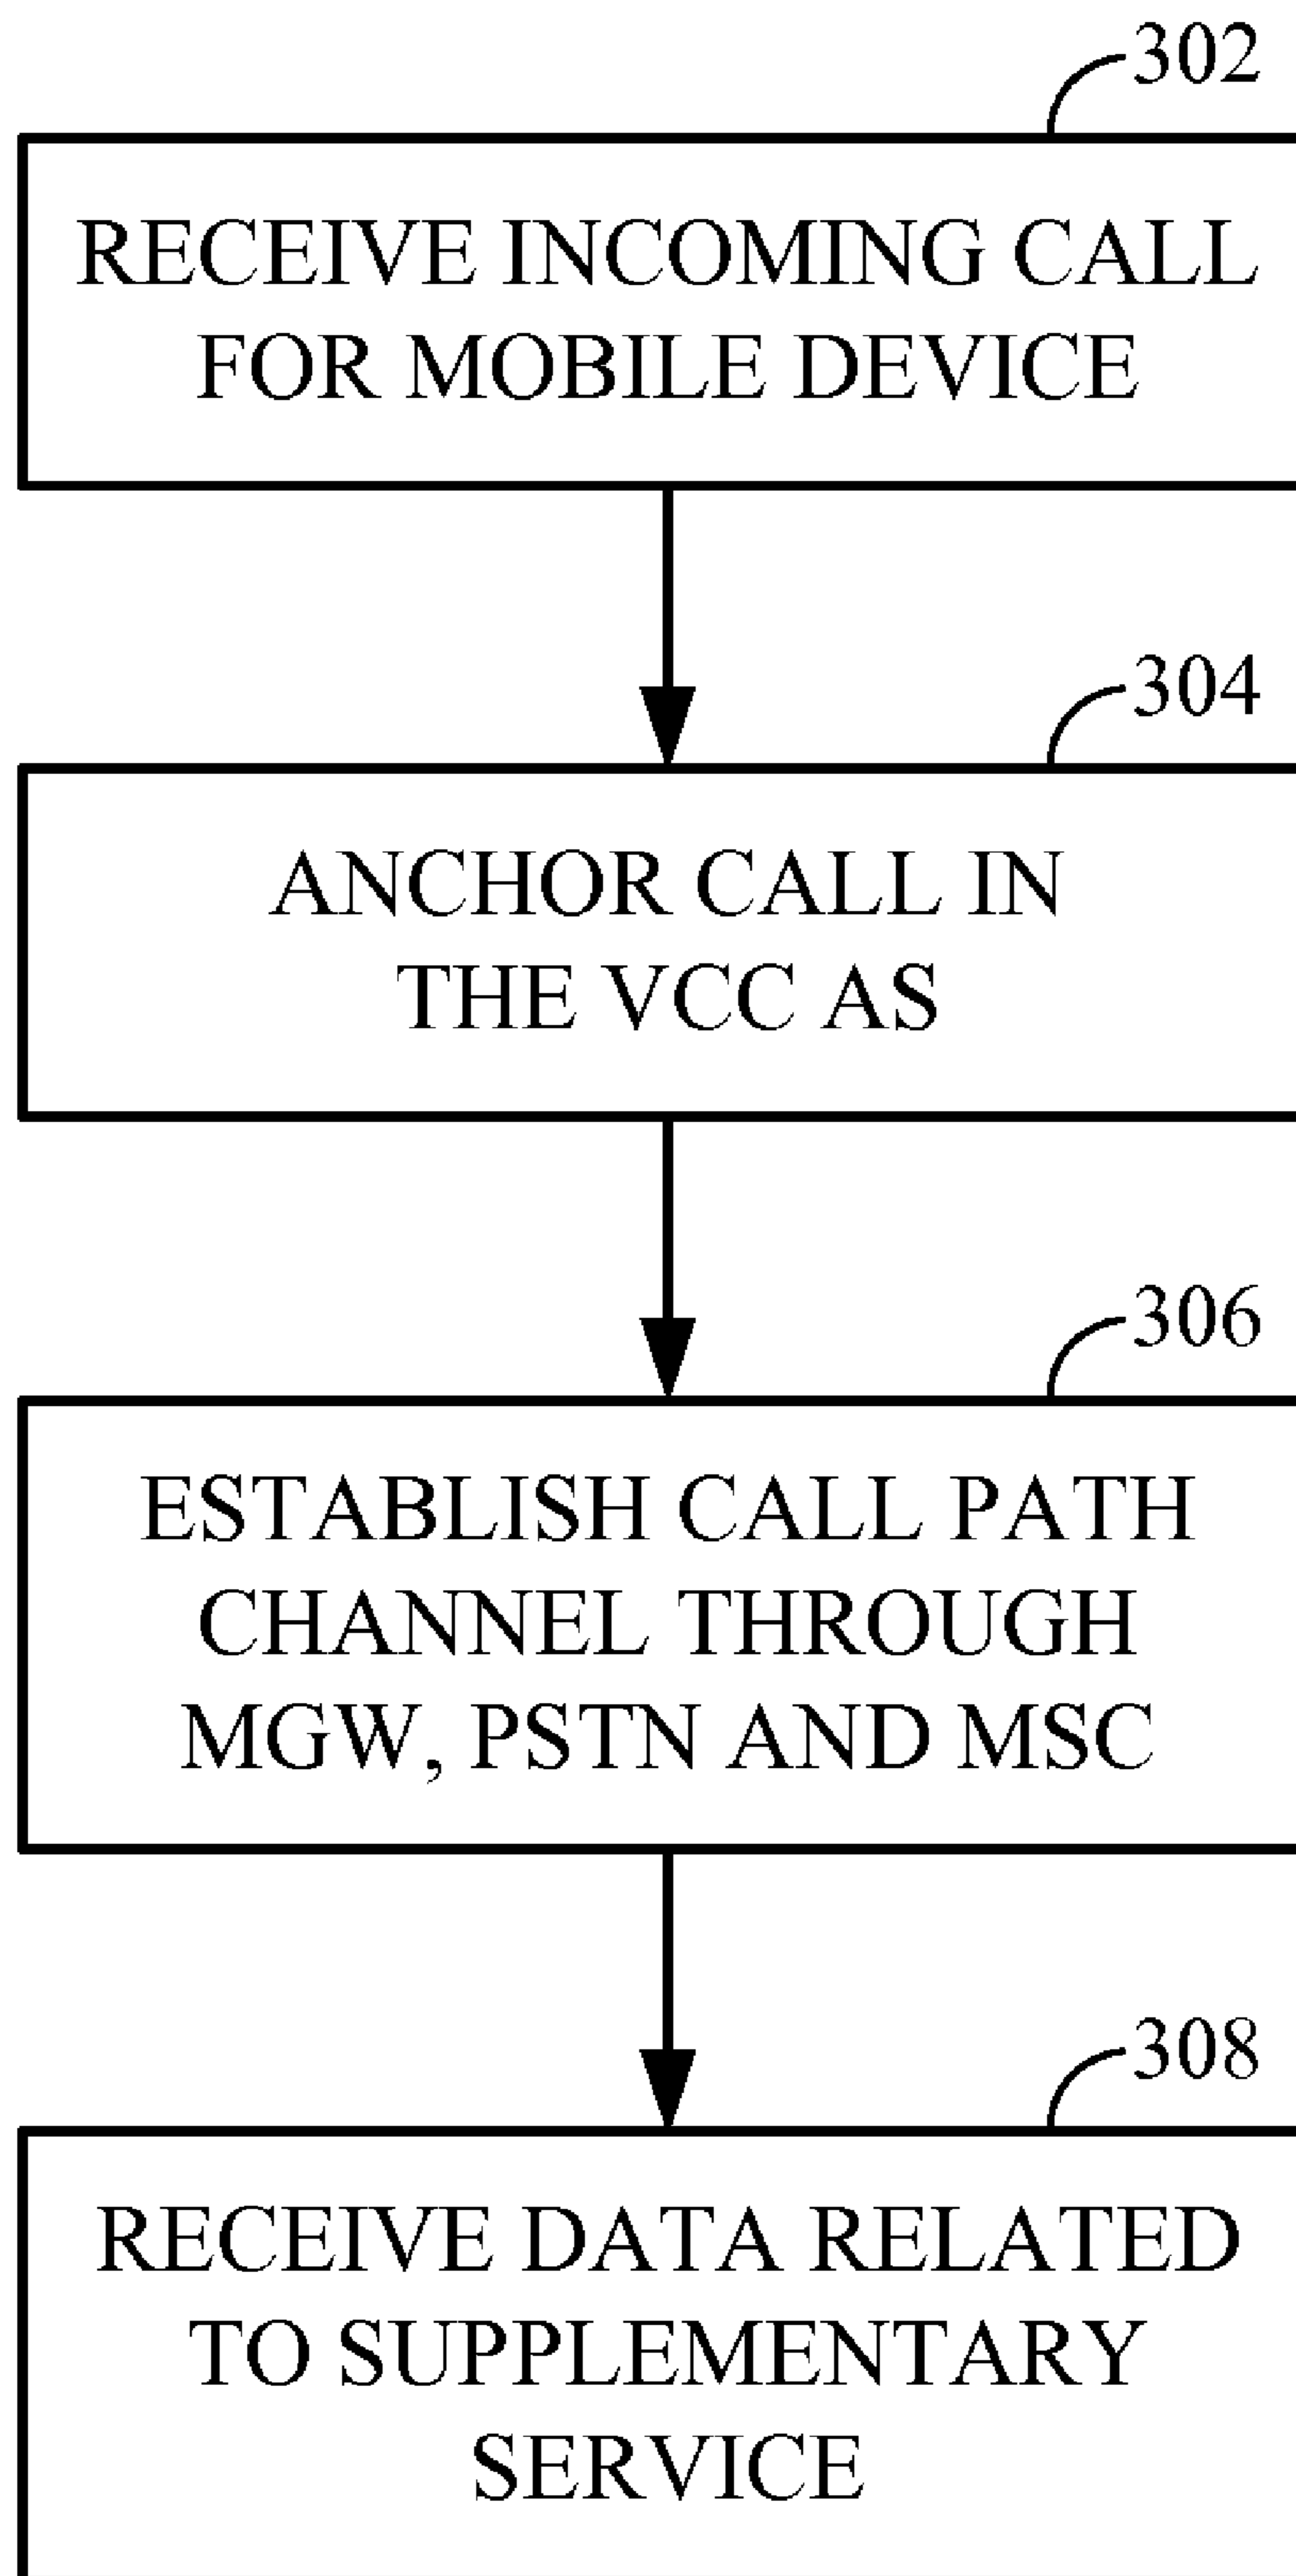 302
RECEIVE INCOMING CALL
FOR MOBILE DEVICE
304
ANCHOR CALL IN
THE VCC AS
306
ESTABLISH CALL PATH
CHANNEL THROUGH
MGW, PSTN AND MSC
308
RECEIVE DATA RELATED
TO SUPPLEMENTARY
SERVICE